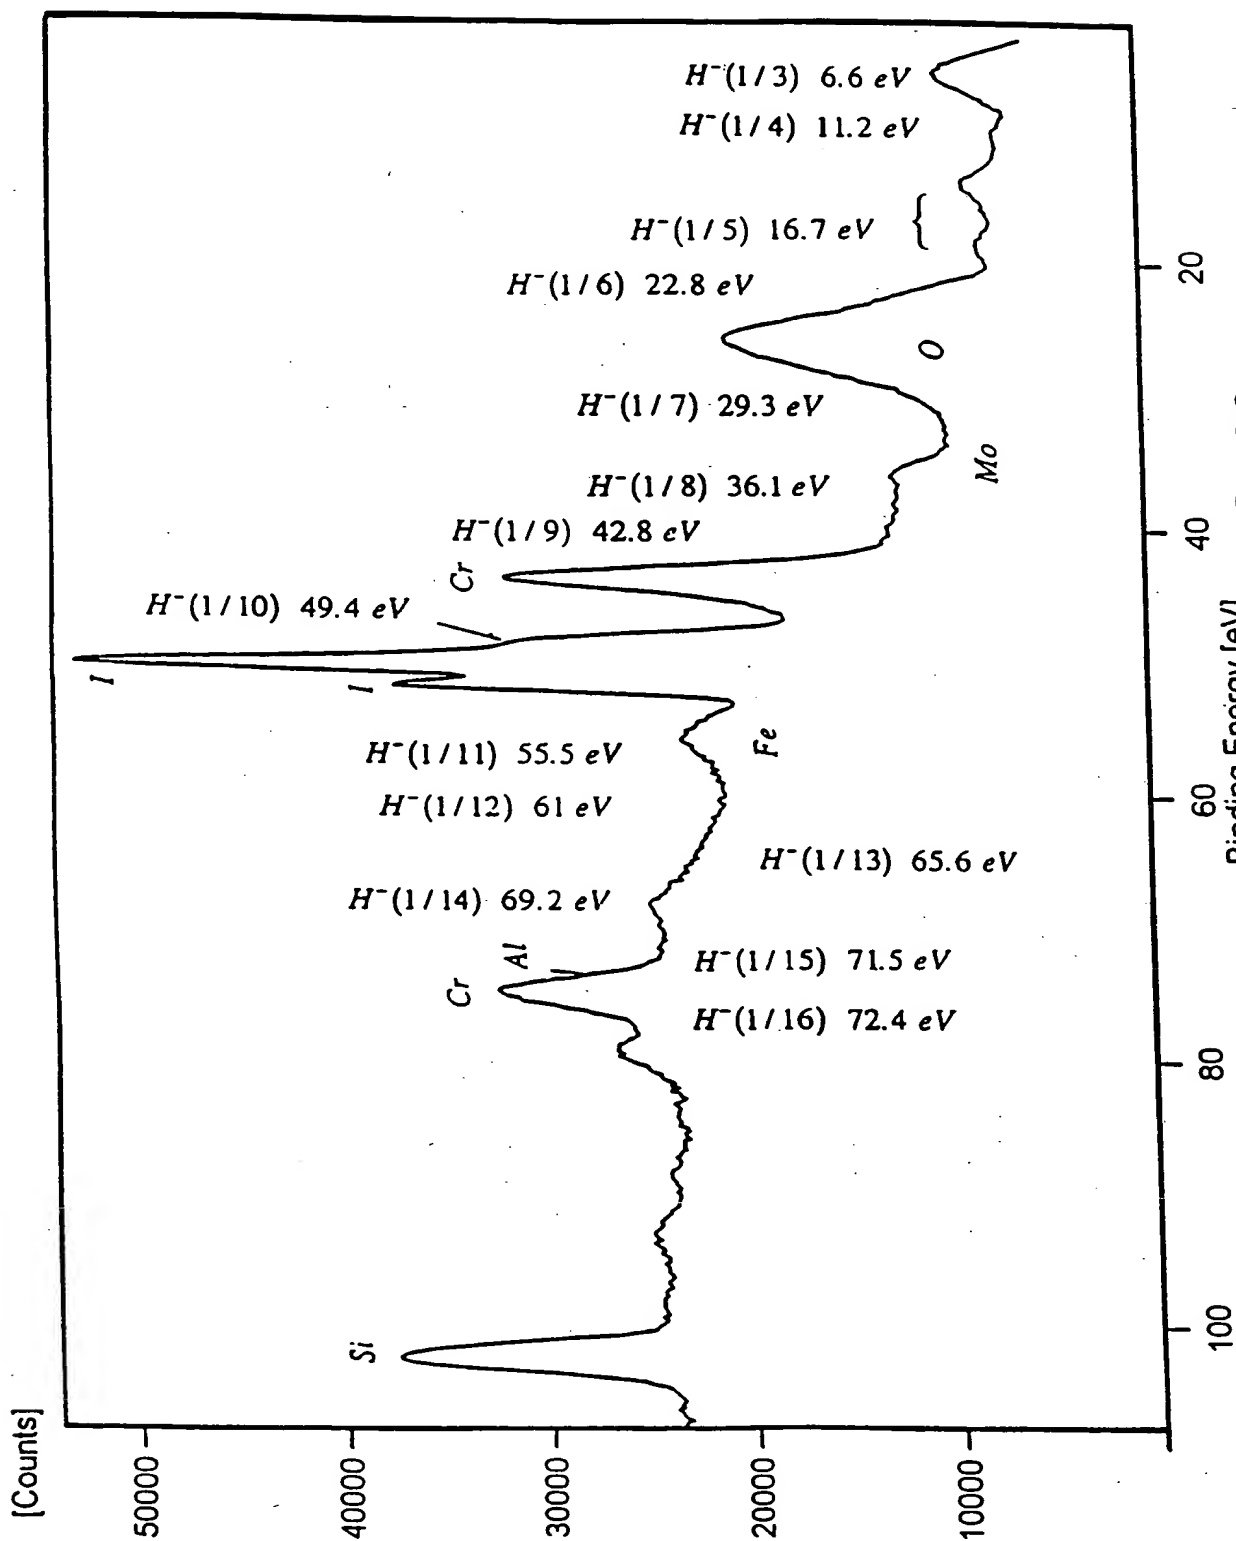 [Counts]
H⁻(1/3) 6.6 eV
H⁻(1/4) 11.2 eV
H⁻(1/5) 16.7 eV
{
H⁻(1/6) 22.8 eV
O
H⁻(1/7) 29.3 eV
Mo
H⁻(1/8) 36.1 eV
H⁻(1/9) 42.8 eV
Cr
H⁻(1/10) 49.4 eV
I
I
H⁻(1/11) 55.5 eV
Fe
H⁻(1/12) 61 eV
H⁻(1/13) 65.6 eV
H⁻(1/14) 69.2 eV
Al
H⁻(1/15) 71.5 eV
Cr
H⁻(1/16) 72.4 eV
Si
50000
40000
30000
20000
10000
100
80
60
40
20
Binding Energy [eV]